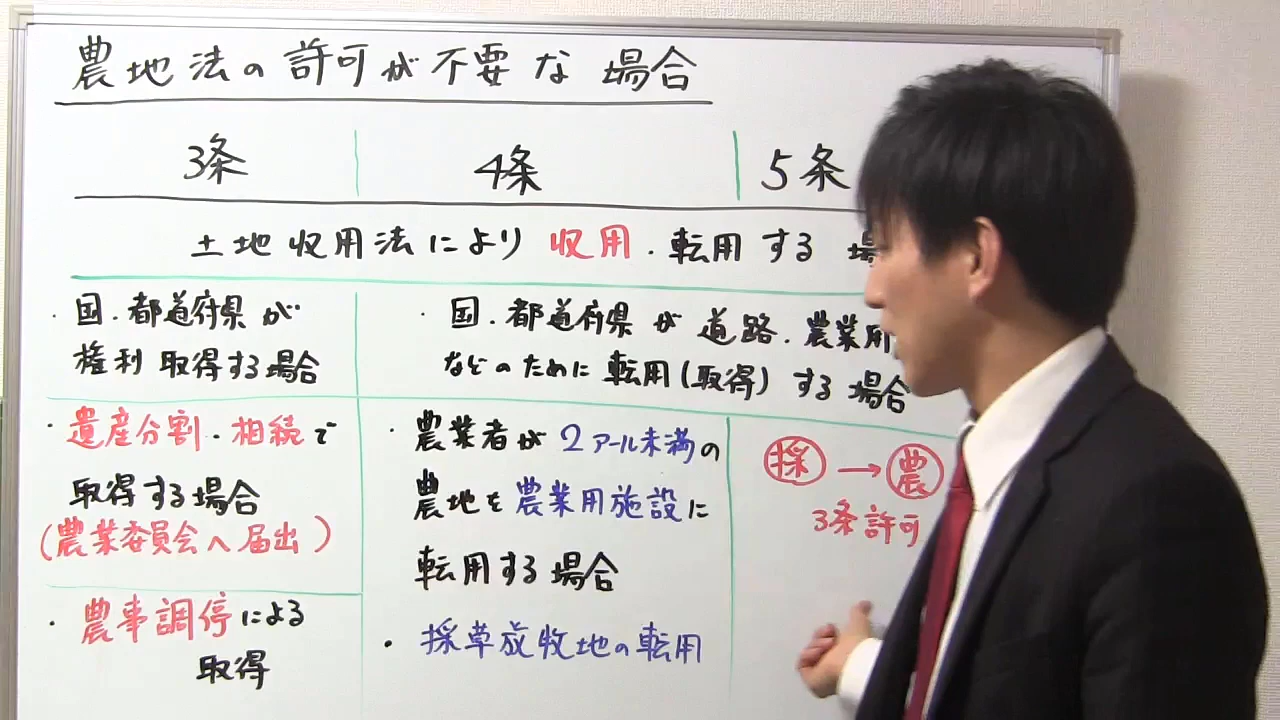 農地法の許可が不要な場合
3条 4条 5条
土地収用法により収用・転用する場
・国・都道府県が
権利取得する場合
・国・都道府県が道路・農業用
などのために転用(取得)する場合
・遺産分割・相続で
取得する場合
(農業委員会へ届出)
・農事調停による
取得
・農業者が2アール未満の
農地を農業用施設に
転用する場合
・採草放牧地の転用
採→農
3条許可